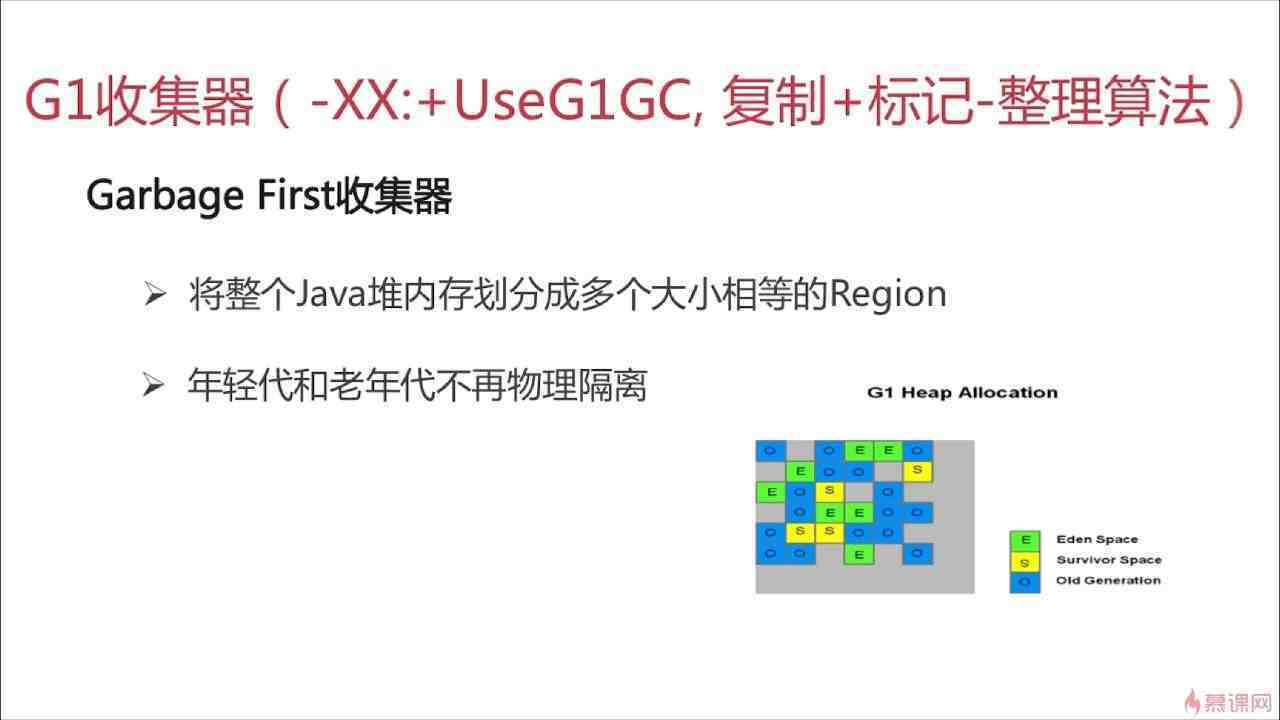 G1收集器（-XX:+UseG1GC, 复制+标记-整理算法）
Garbage First收集器
将整个Java堆内存划分成多个大小相等的Region
年轻代和老年代不再物理隔离
G1 Heap Allocation
O O E E O
E O O S
E O S O
O E E O O
O S S O O
O O E O
E Eden Space
S Survivor Space
O Old Generation
慕课网